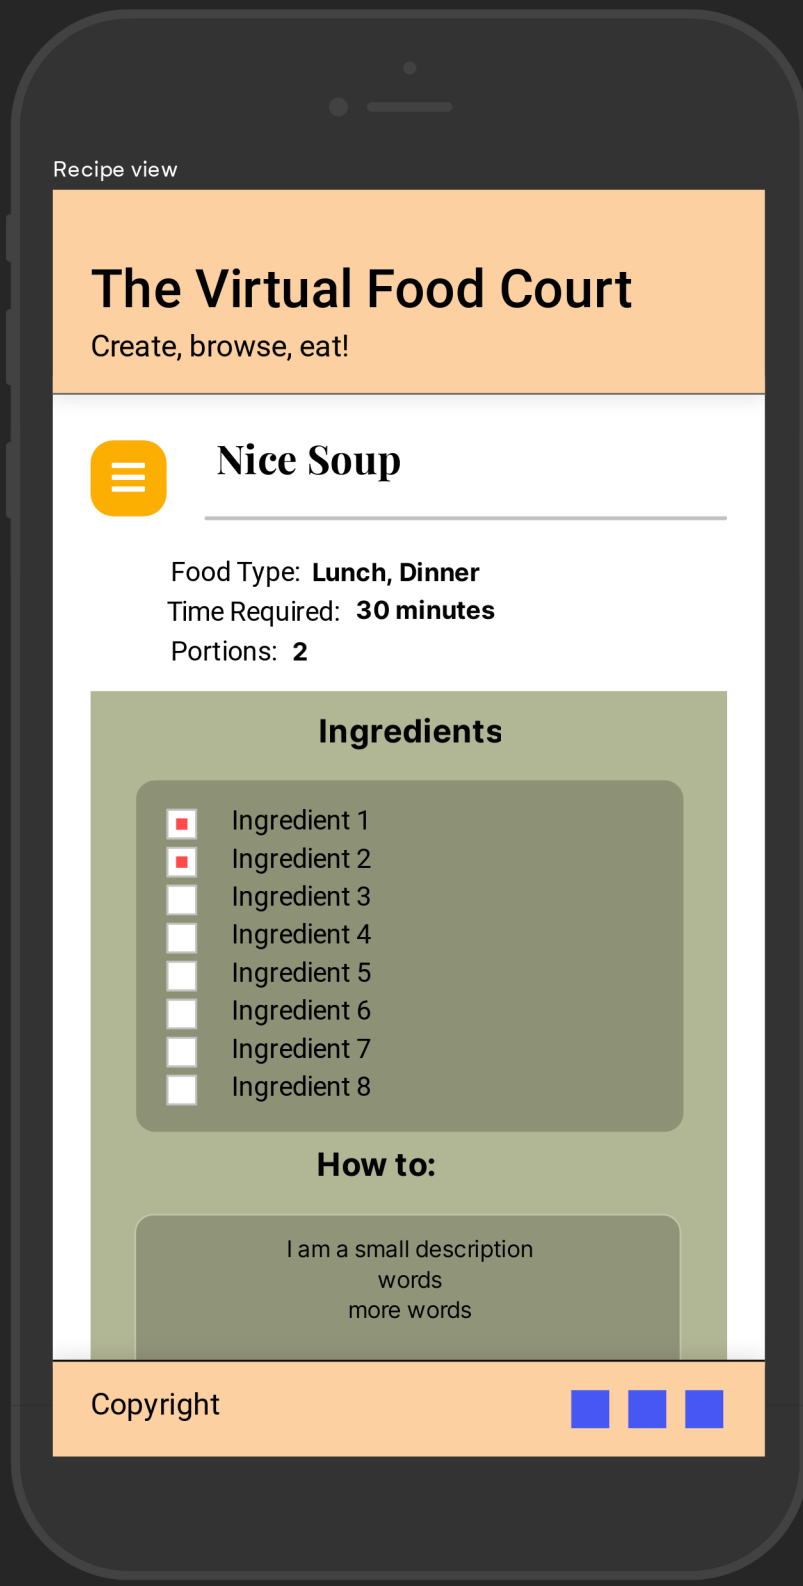 Recipe view
The Virtual Food Court
Create, browse, eat!
Nice Soup
Food Type: Lunch, Dinner
Time Required: 30 minutes
Portions: 2
Ingredients
Ingredient 1
Ingredient 2
Ingredient 3
Ingredient 4
Ingredient 5
Ingredient 6
Ingredient 7
Ingredient 8
How to:
I am a small description
words
more words
Copyright